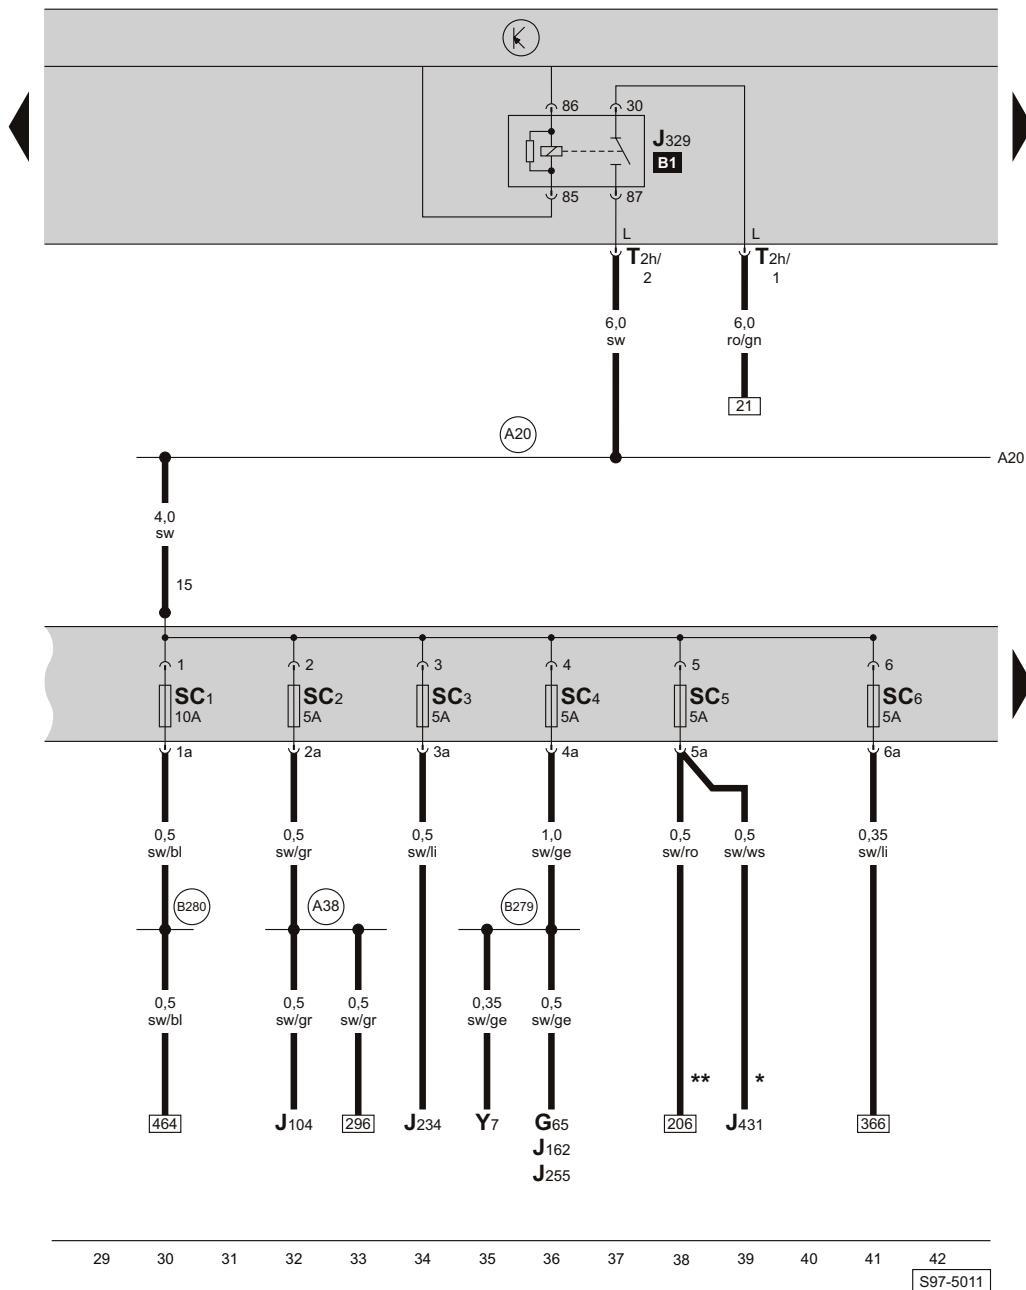 86 30
J329
B1
85 87
L L
T2h/ T2h/
2 1
6,0 6,0
sw ro/gn
21
A20
A20
4,0
sw
15
1 2 3 4 5 6
SC1 SC2 SC3 SC4 SC5 SC6
10A 5A 5A 5A 5A 5A
1a 2a 3a 4a 5a 6a
0,5 0,5 0,5 1,0 0,5 0,5 0,35
sw/bl sw/gr sw/li sw/ge sw/ro sw/ws sw/li
B280 A38 B279
0,5 0,5 0,5 0,35 0,5
sw/bl sw/gr sw/gr sw/ge sw/ge
** *
464 J104 296 J234 Y7 G65 206 J431 366
J162
J255
29 30 31 32 33 34 35 36 37 38 39 40 41 42
S97-5011